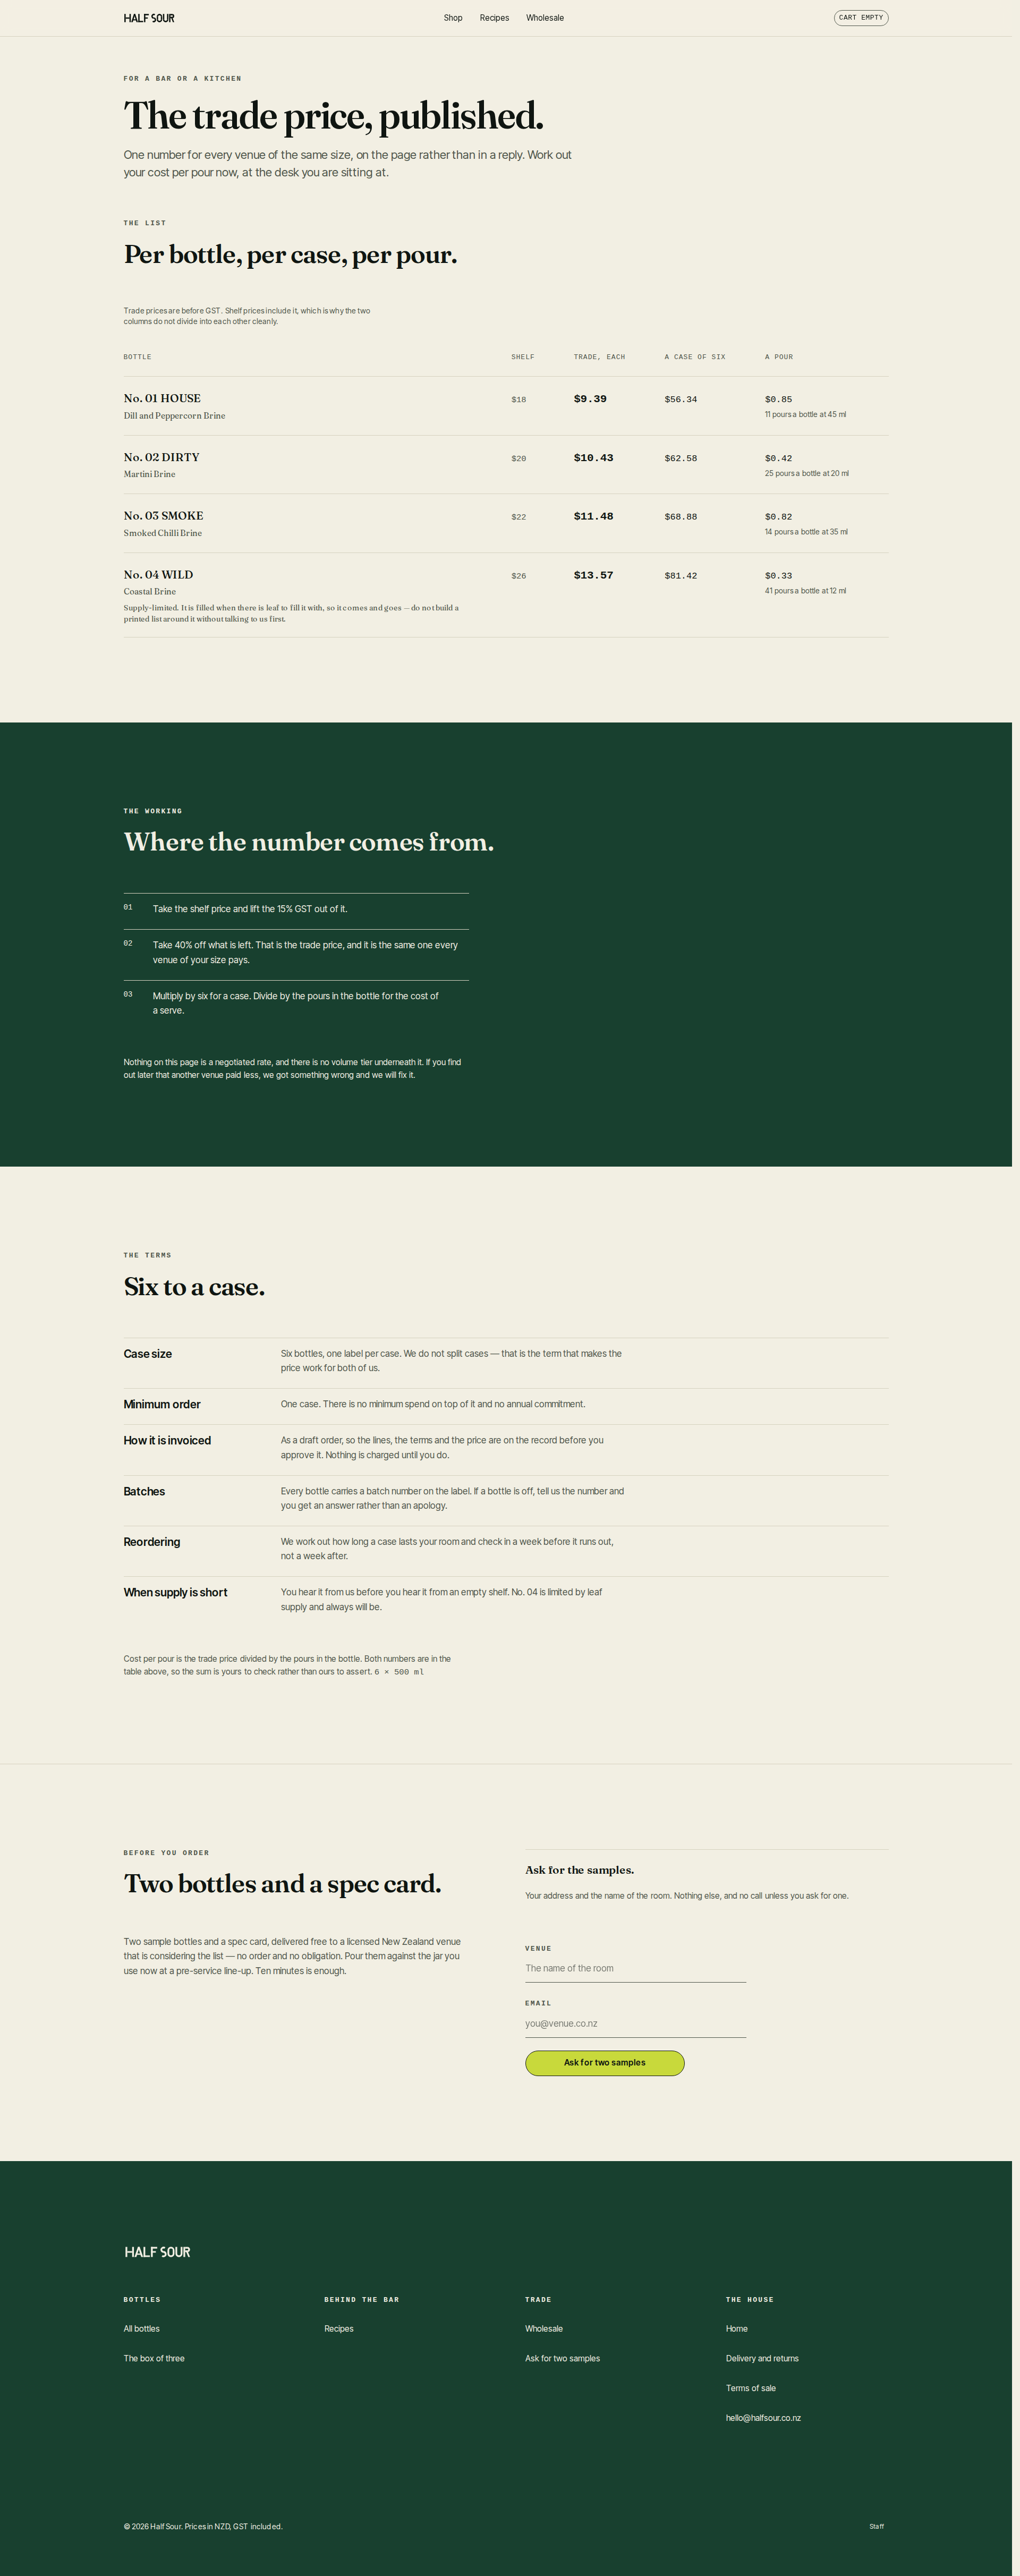 HALF SOUR
Shop Recipes Wholesale
CART EMPTY
FOR A BAR OR A KITCHEN
The trade price, published.
One number for every venue of the same size, on the page rather than in a reply. Work out
your cost per pour now, at the desk you are sitting at.
THE LIST
Per bottle, per case, per pour.
Trade prices are before GST. Shelf prices include it, which is why the two
columns do not divide into each other cleanly.
BOTTLE SHELF TRADE, EACH A CASE OF SIX A POUR
No. 01 HOUSE $18 $9.39 $56.34 $0.85
Dill and Peppercorn Brine 11 pours a bottle at 45 ml
No. 02 DIRTY $20 $10.43 $62.58 $0.42
Martini Brine 25 pours a bottle at 20 ml
No. 03 SMOKE $22 $11.48 $68.88 $0.82
Smoked Chilli Brine 14 pours a bottle at 35 ml
No. 04 WILD $26 $13.57 $81.42 $0.33
Coastal Brine 41 pours a bottle at 12 ml
Supply-limited. It is filled when there is leaf to fill it with, so it comes and goes — do not build a
printed list around it without talking to us first.
THE WORKING
Where the number comes from.
01 Take the shelf price and lift the 15% GST out of it.
02 Take 40% off what is left. That is the trade price, and it is the same one every
venue of your size pays.
03 Multiply by six for a case. Divide by the pours in the bottle for the cost of
a serve.
Nothing on this page is a negotiated rate, and there is no volume tier underneath it. If you find
out later that another venue paid less, we got something wrong and we will fix it.
THE TERMS
Six to a case.
Case size Six bottles, one label per case. We do not split cases — that is the term that makes the
price work for both of us.
Minimum order One case. There is no minimum spend on top of it and no annual commitment.
How it is invoiced As a draft order, so the lines, the terms and the price are on the record before you
approve it. Nothing is charged until you do.
Batches Every bottle carries a batch number on the label. If a bottle is off, tell us the number and
you get an answer rather than an apology.
Reordering We work out how long a case lasts your room and check in a week before it runs out,
not a week after.
When supply is short You hear it from us before you hear it from an empty shelf. No. 04 is limited by leaf
supply and always will be.
Cost per pour is the trade price divided by the pours in the bottle. Both numbers are in the
table above, so the sum is yours to check rather than ours to assert. 6 × 500 ml
BEFORE YOU ORDER
Two bottles and a spec card.
Two sample bottles and a spec card, delivered free to a licensed New Zealand venue
that is considering the list — no order and no obligation. Pour them against the jar you
use now at a pre-service line-up. Ten minutes is enough.
Ask for the samples.
Your address and the name of the room. Nothing else, and no call unless you ask for one.
VENUE
The name of the room
EMAIL
you@venue.co.nz
Ask for two samples
HALF SOUR
BOTTLES
All bottles
The box of three
BEHIND THE BAR
Recipes
TRADE
Wholesale
Ask for two samples
THE HOUSE
Home
Delivery and returns
Terms of sale
hello@halfsour.co.nz
© 2026 Half Sour. Prices in NZD, GST included.
Staff